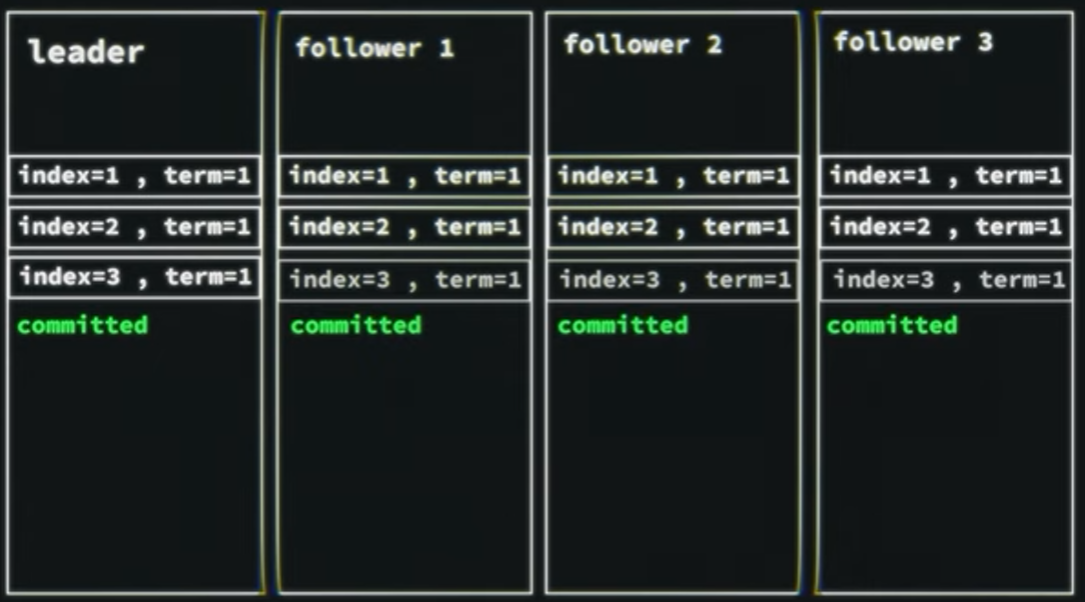 leader
index=1 , term=1
index=2 , term=1
index=3 , term=1
committed
follower 1
index=1 , term=1
index=2 , term=1
index=3 , term=1
committed
follower 2
index=1 , term=1
index=2 , term=1
index=3 , term=1
committed
follower 3
index=1 , term=1
index=2 , term=1
index=3 , term=1
committed